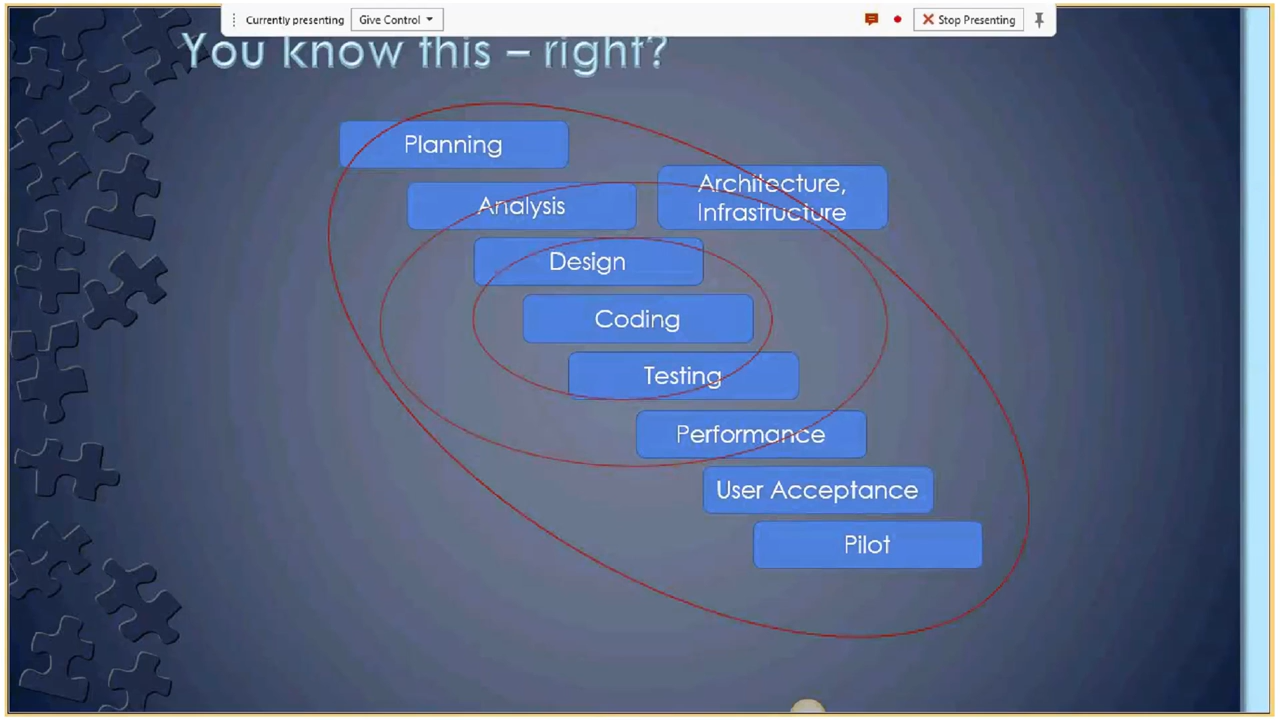 Currently presenting
Give Control
Stop Presenting
You know this – right?
Planning
Analysis
Architecture,
Infrastructure
Design
Coding
Testing
Performance
User Acceptance
Pilot